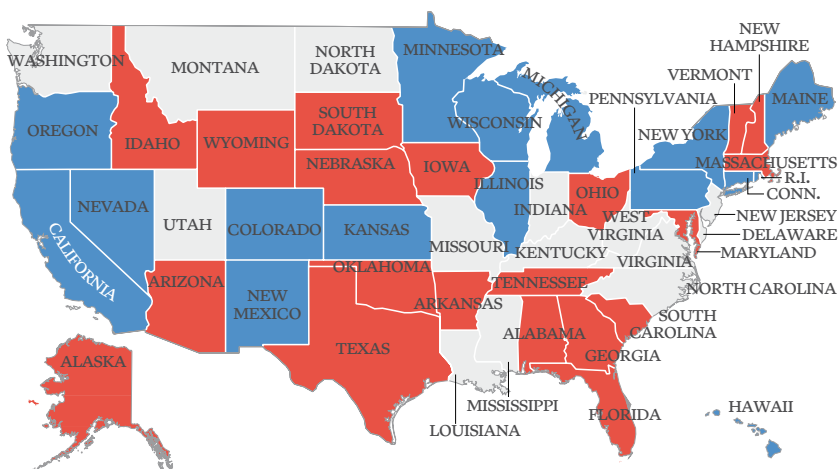 NEW
HAMPSHIRE
WASHINGTON
MONTANA
NORTH
DAKOTA
MINNESOTA
VERMONT
MICHIGAN
PENNSYLVANIA
MAINE
OREGON
IDAHO
WYOMING
SOUTH
DAKOTA
WISCONSIN
NEW YORK
NEBRASKA
IOWA
MASSACHUSETTS
R.I.
CONN.
NEVADA
UTAH
COLORADO
KANSAS
ILLINOIS
INDIANA
OHIO
WEST
VIRGINIA
NEW JERSEY
DELAWARE
MARYLAND
CALIFORNIA
MISSOURI
KENTUCKY
VIRGINIA
ARIZONA
NEW
MEXICO
OKLAHOMA
ARKANSAS
TENNESSEE
NORTH CAROLINA
SOUTH
CAROLINA
TEXAS
ALABAMA
GEORGIA
ALASKA
MISSISSIPPI
LOUISIANA
FLORIDA
HAWAII